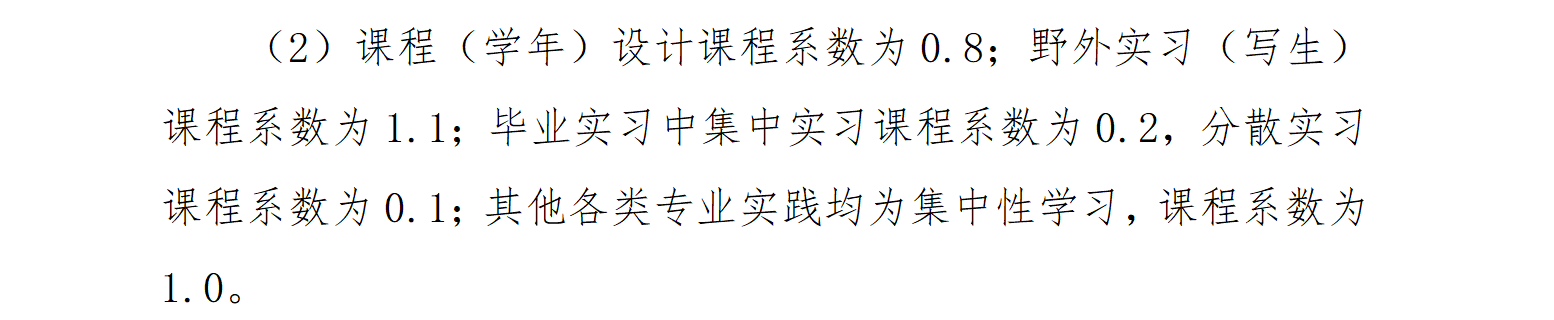 （2）课程（学年）设计课程系数为0.8；野外实习（写生）
课程系数为1.1；毕业实习中集中实习课程系数为0.2，分散实习
课程系数为0.1；其他各类专业实践均为集中性学习，课程系数为
1.0。